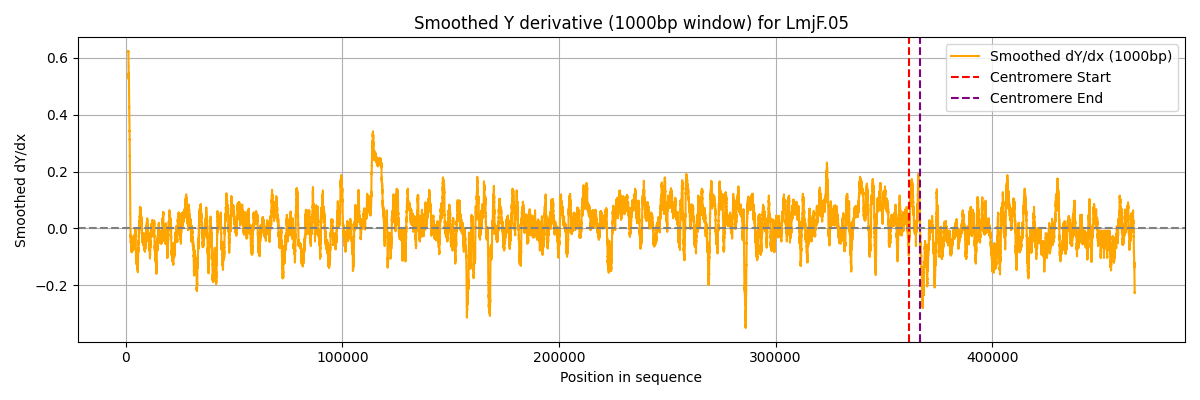 Smoothed Y derivative (1000bp window) for LmjF.05
Smoothed dY/dx
0.6
0.4
0.2
0.0
−0.2
Smoothed dY/dx (1000bp)
Centromere Start
Centromere End
0
100000
200000
300000
400000
Position in sequence